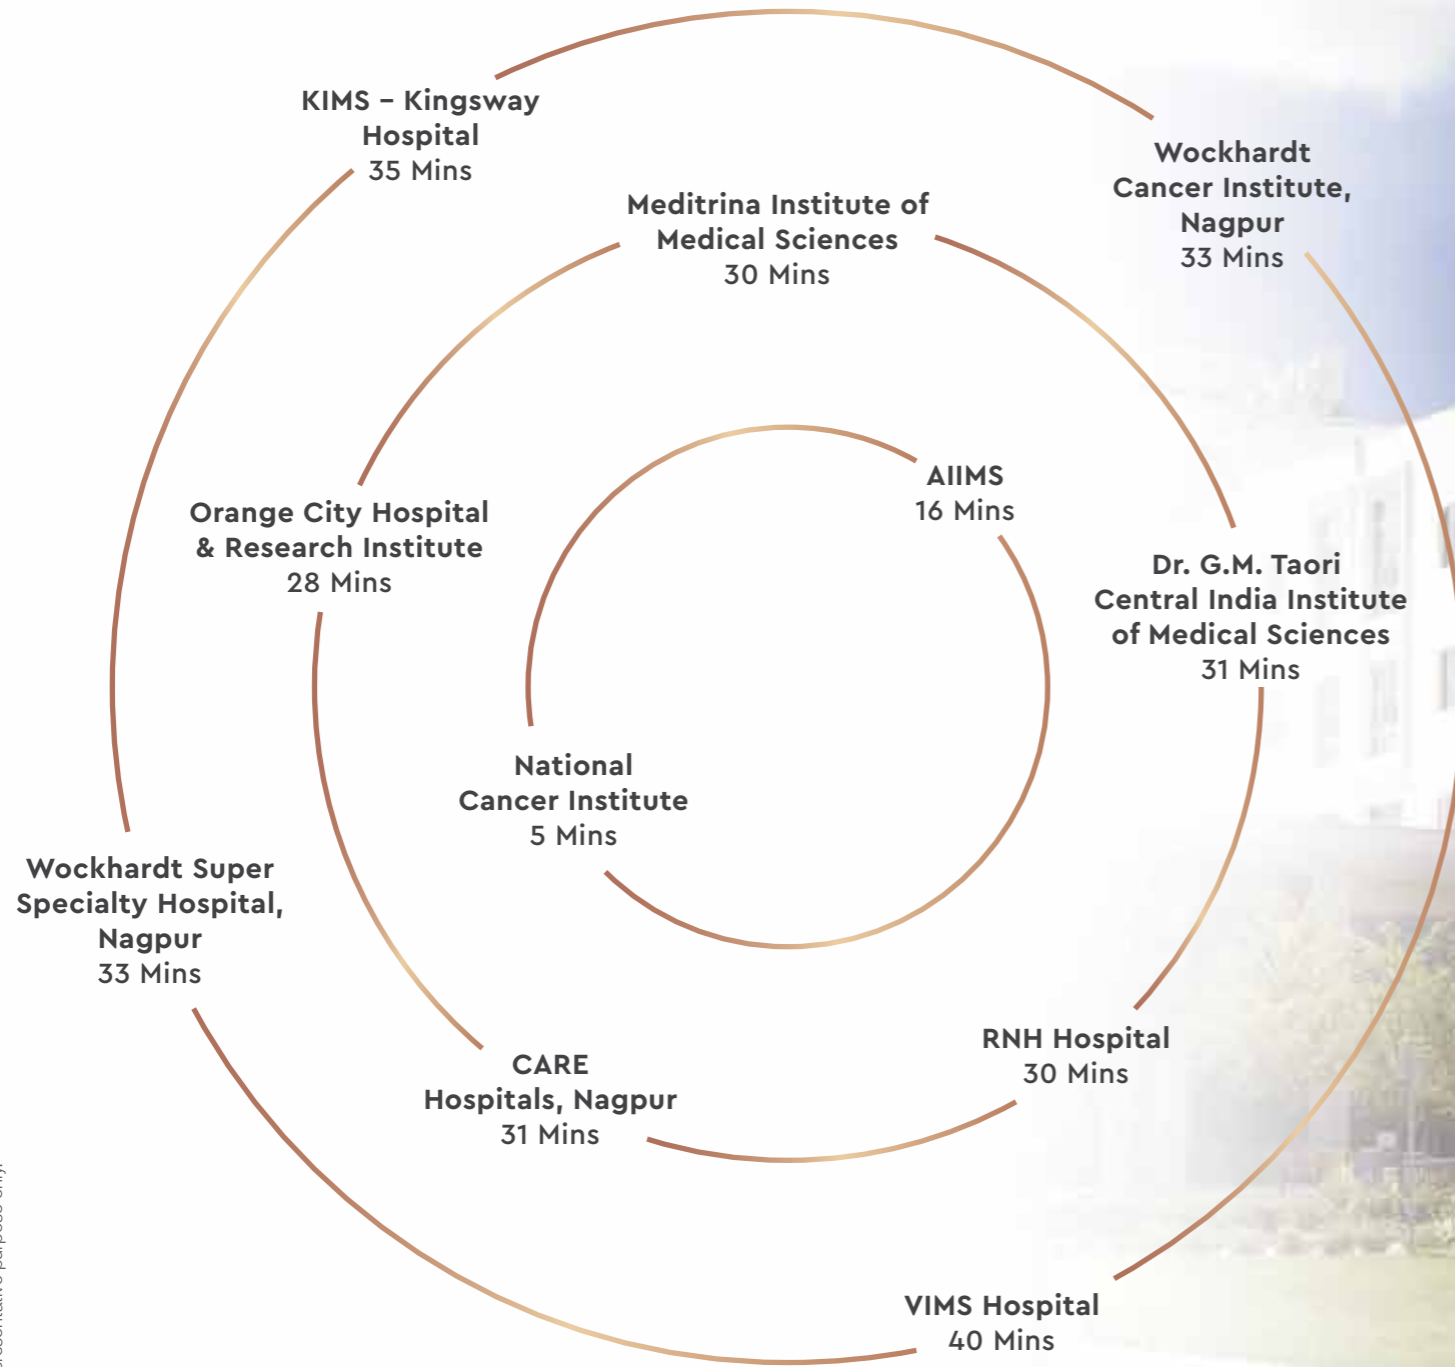 KIMS – Kingsway
Hospital
35 Mins
Wockhardt
Cancer Institute,
Nagpur
33 Mins
Meditrina Institute of
Medical Sciences
30 Mins
AIIMS
16 Mins
Orange City Hospital
& Research Institute
28 Mins
Dr. G.M. Taori
Central India Institute
of Medical Sciences
31 Mins
National
Cancer Institute
5 Mins
Wockhardt Super
Specialty Hospital,
Nagpur
33 Mins
RNH Hospital
30 Mins
CARE
Hospitals, Nagpur
31 Mins
VIMS Hospital
40 Mins
purpose only.